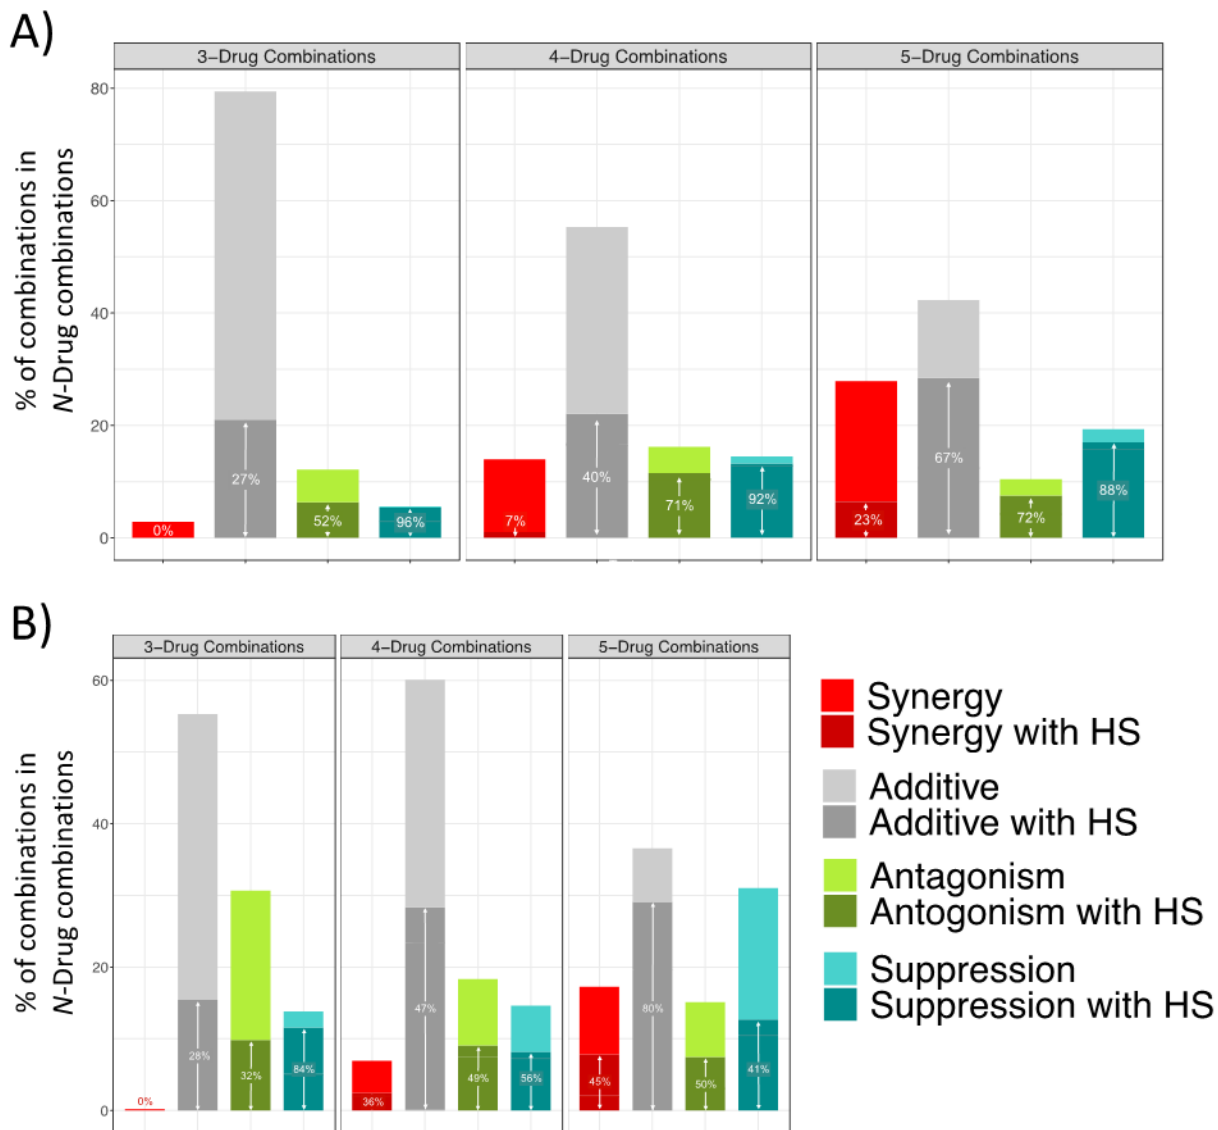 A)
3-Drug Combinations
4-Drug Combinations
5-Drug Combinations
% of combinations in
N-Drug combinations
80
60
40
20
0
0%
27%
52%
96%
7%
40%
71%
92%
23%
67%
72%
88%
B)
3-Drug Combinations
4-Drug Combinations
5-Drug Combinations
% of combinations in
N-Drug combinations
60
40
20
0
0%
28%
32%
84%
36%
47%
49%
56%
45%
80%
50%
41%
Synergy
Synergy with HS
Additive
Additive with HS
Antagonism
Antogonism with HS
Suppression
Suppression with HS